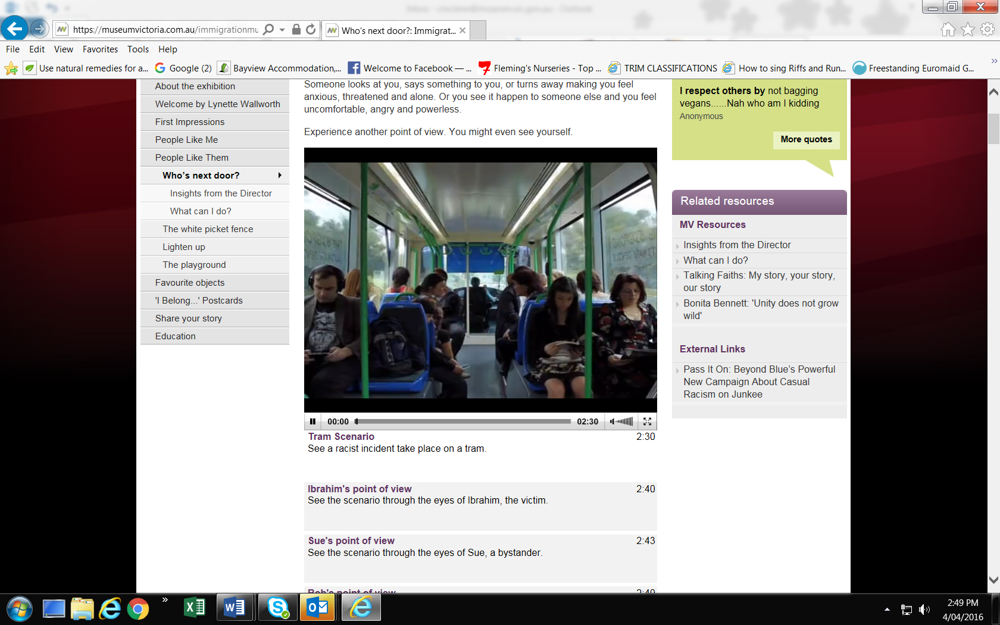 https://museumvictoria.com.au/immigrationmu
Who's next door?: Immigrat...
File Edit View Favorites Tools Help
Use natural remedies for a...
Google (2)
Bayview Accommodation,...
Welcome to Facebook — ...
Fleming's Nurseries - Top ...
TRIM CLASSIFICATIONS
How to sing Riffs and Run...
Freestanding Euromaid G...
About the exhibition
Welcome by Lynette Wallworth
First Impressions
People Like Me
People Like Them
Who's next door?
Insights from the Director
What can I do?
The white picket fence
Lighten up
The playground
Favourite objects
'I Belong...' Postcards
Share your story
Education
Someone looks at you, says something to you, or turns away making you feel
anxious, threatened and alone. Or you see it happen to someone else and you feel
uncomfortable, angry and powerless.
Experience another point of view. You might even see yourself.
00:00
02:30
Tram Scenario 2:30
See a racist incident take place on a tram.
Ibrahim's point of view 2:40
See the scenario through the eyes of Ibrahim, the victim.
Sue's point of view 2:43
See the scenario through the eyes of Sue, a bystander.
Rob's point of view 2:40
I respect others by not bagging
vegans......Nah who am I kidding
Anonymous
More quotes
Related resources
MV Resources
Insights from the Director
What can I do?
Talking Faiths: My story, your story,
our story
Bonita Bennett: 'Unity does not grow
wild'
External Links
Pass It On: Beyond Blue's Powerful
New Campaign About Casual
Racism on Junkee
2:49 PM
4/04/2016